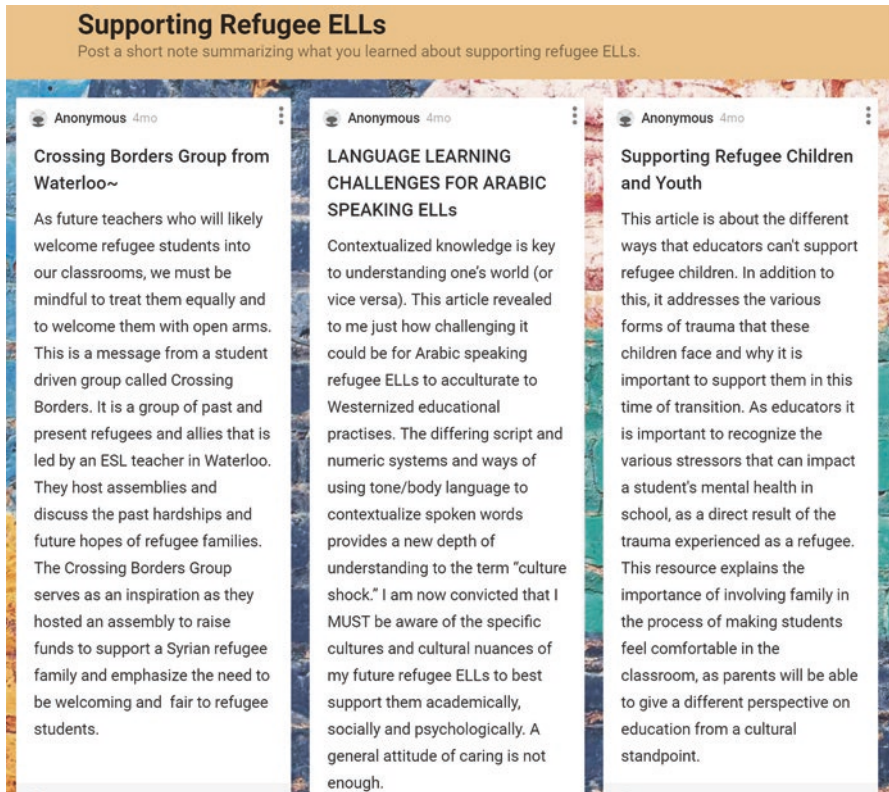 Supporting Refugee ELLs
Post a short note summarizing what you learned about supporting refugee ELLs.
Anonymous 4mo
Crossing Borders Group from
Waterloo~
As future teachers who will likely
welcome refugee students into
our classrooms, we must be
mindful to treat them equally and
to welcome them with open arms.
This is a message from a student
driven group called Crossing
Borders. It is a group of past and
present refugees and allies that is
led by an ESL teacher in Waterloo.
They host assemblies and
discuss the past hardships and
future hopes of refugee families.
The Crossing Borders Group
serves as an inspiration as they
hosted an assembly to raise
funds to support a Syrian refugee
family and emphasize the need to
be welcoming and fair to refugee
students.
Anonymous 4mo
LANGUAGE LEARNING
CHALLENGES FOR ARABIC
SPEAKING ELLs
Contextualized knowledge is key
to understanding one's world (or
vice versa). This article revealed
to me just how challenging it
could be for Arabic speaking
refugee ELLs to acculturate to
Westernized educational
practises. The differing script and
numeric systems and ways of
using tone/body language to
contextualize spoken words
provides a new depth of
understanding to the term “culture
shock.” I am now convicted that I
MUST be aware of the specific
cultures and cultural nuances of
my future refugee ELLs to best
support them academically,
socially and psychologically. A
general attitude of caring is not
enough.
Anonymous 4mo
Supporting Refugee Children
and Youth
This article is about the different
ways that educators can't support
refugee children. In addition to
this, it addresses the various
forms of trauma that these
children face and why it is
important to support them in this
time of transition. As educators it
is important to recognize the
various stressors that can impact
a student's mental health in
school, as a direct result of the
trauma experienced as a refugee.
This resource explains the
importance of involving family in
the process of making students
feel comfortable in the
classroom, as parents will be able
to give a different perspective on
education from a cultural
standpoint.